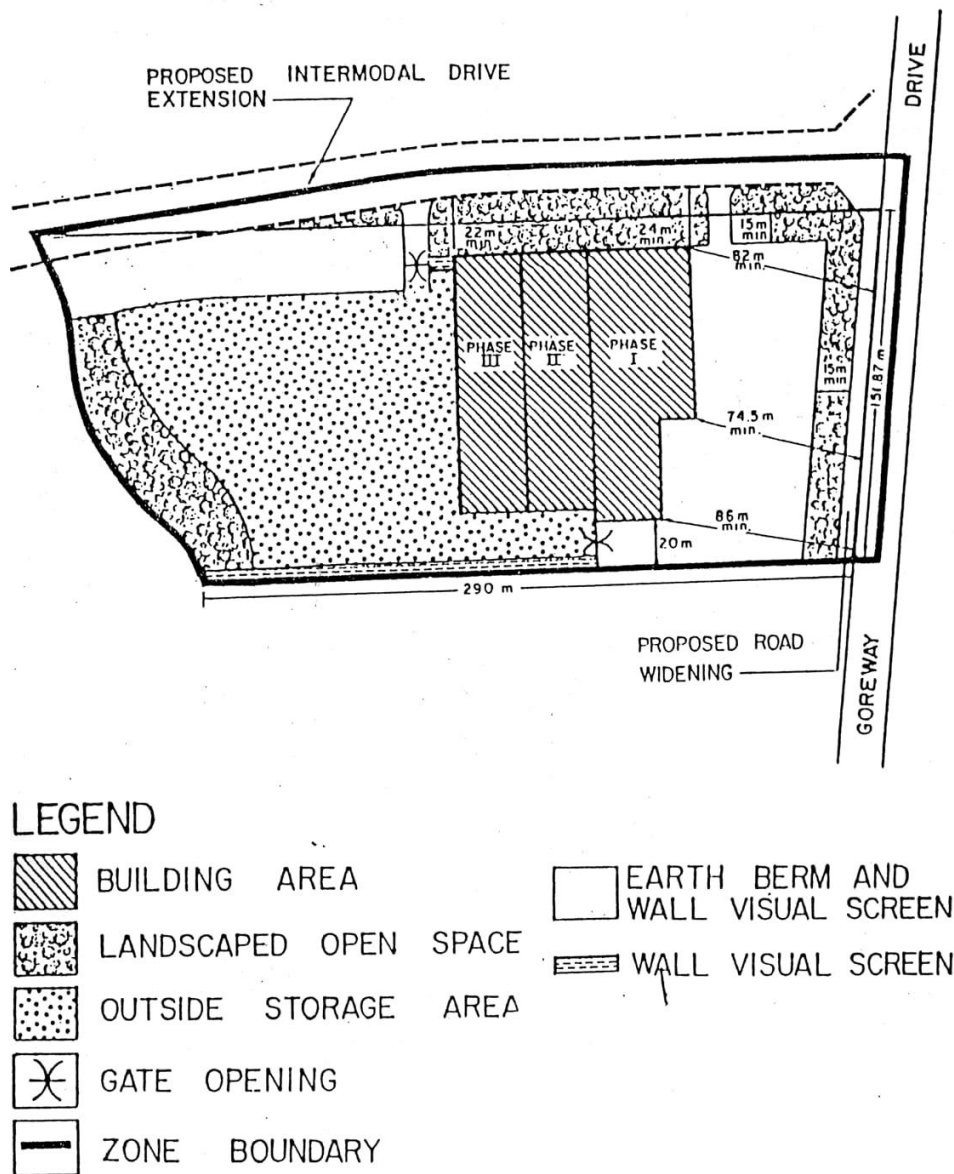 PROPOSED INTERMODAL DRIVE
EXTENSION
DRIVE
22m
min.
24m
min.
15m
min
82m
min.
PHASE
III
PHASE
II
PHASE
I
15m
min
151.87m
74.5m
min.
86m
min.
20m
290 m
PROPOSED ROAD
WIDENING
GOREWAY
LEGEND
BUILDING AREA
LANDSCAPED OPEN SPACE
OUTSIDE STORAGE AREA
GATE OPENING
ZONE BOUNDARY
EARTH BERM AND
WALL VISUAL SCREEN
WALL VISUAL SCREEN